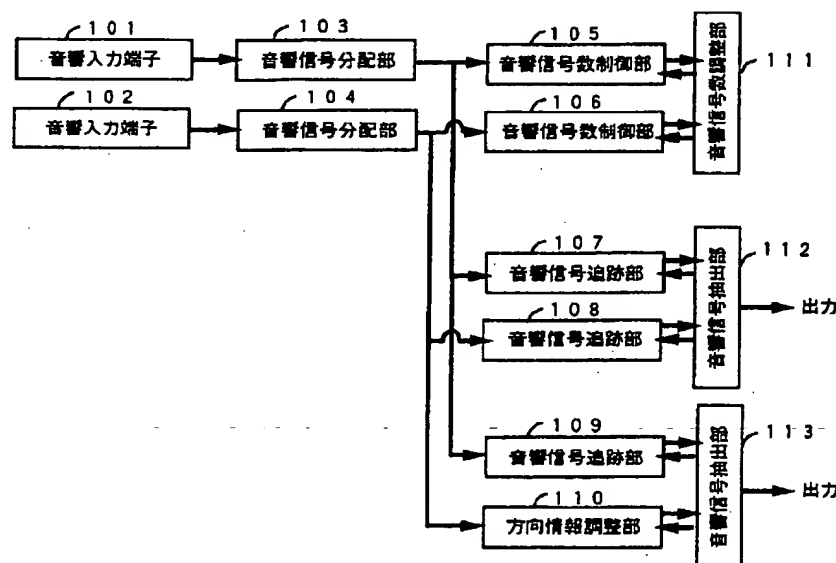 101
音響入力端子
103
音響信号分配部
105
音響信号数制御部
音響信号数調整部
111
102
音響入力端子
104
音響信号分配部
106
音響信号数制御部
107
音響信号追跡部
108
音響信号追跡部
音響信号抽出部
112
出力
109
音響信号追跡部
110
方向情報調整部
音響信号抽出部
113
出力